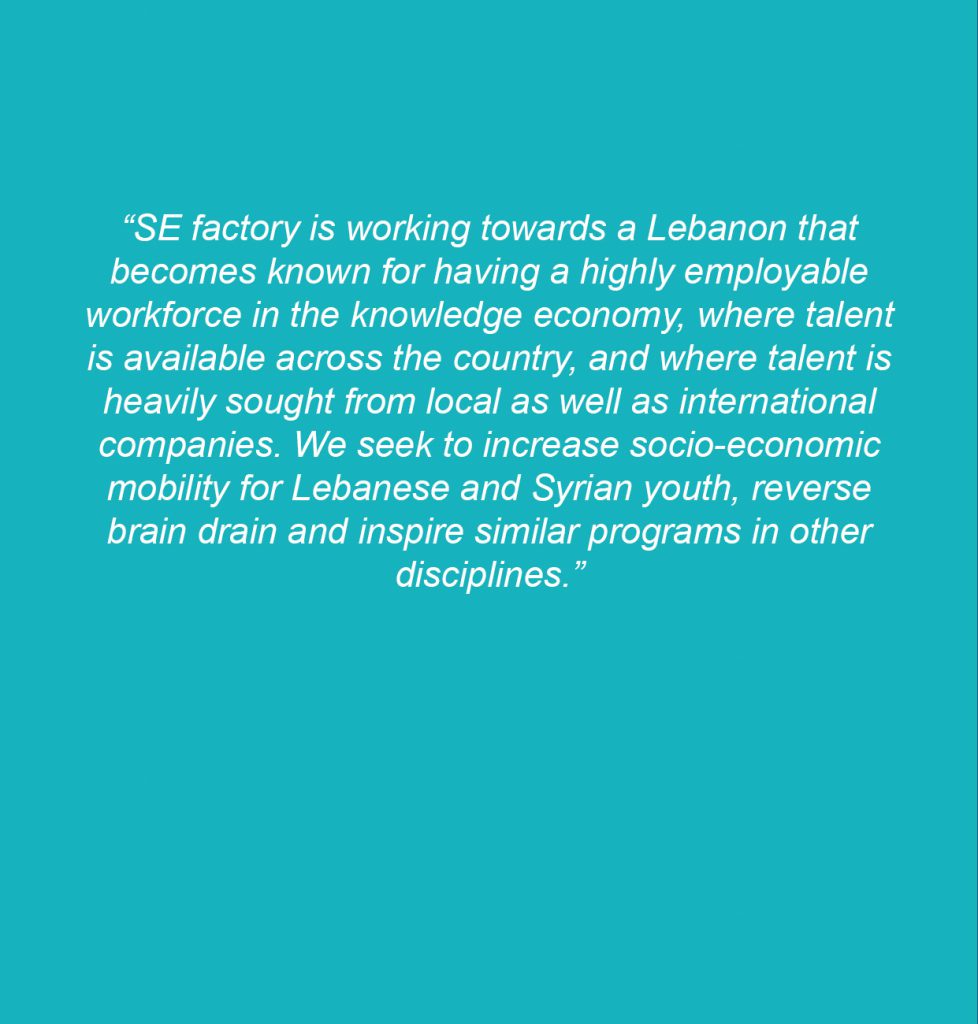 “SE factory is working towards a Lebanon that
becomes known for having a highly employable
workforce in the knowledge economy, where talent
is available across the country, and where talent is
heavily sought from local as well as international
companies. We seek to increase socio-economic
mobility for Lebanese and Syrian youth, reverse
brain drain and inspire similar programs in other
disciplines.”